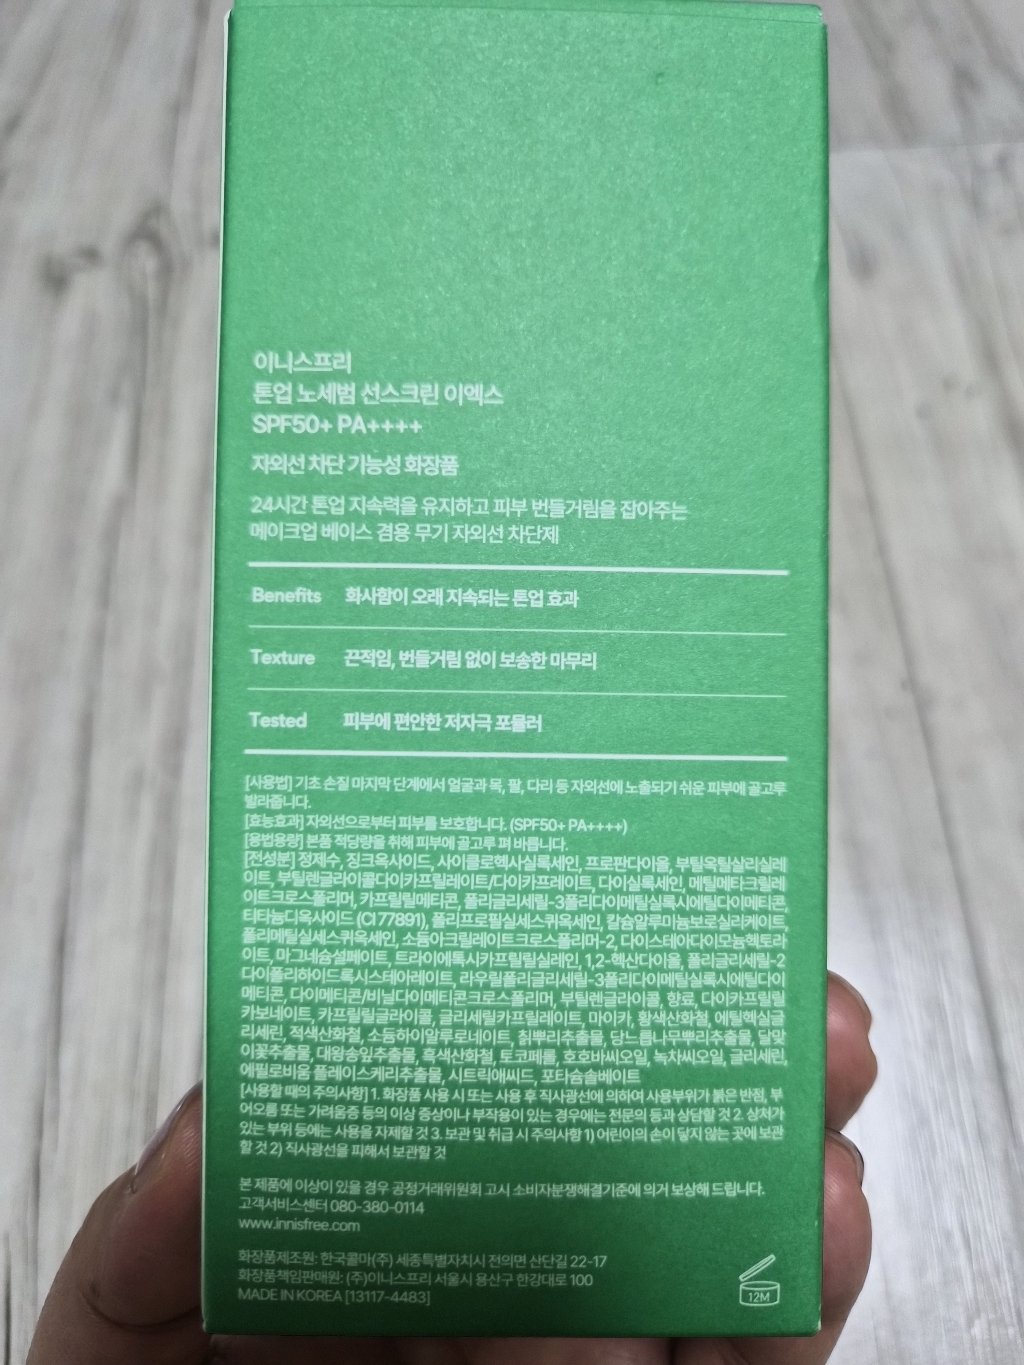 이니스프리
톤업 노세범 선스크린 이엑스
SPF50+ PA++++
자외선 차단 기능성 화장품
24시간 톤업 지속력을 유지하고 피부 번들거림을 잡아주는
메이크업 베이스 겸용 무기 자외선 차단제
Benefits 화사함이 오래 지속되는 톤업 효과
Texture 끈적임, 번들거림 없이 보송한 마무리
Tested 피부에 편안한 저자극 포뮬러
[사용법] 기초 손질 마지막 단계에서 얼굴과 목, 팔, 다리 등 자외선에 노출되기 쉬운 피부에 골고루
발라줍니다.
[효능효과] 자외선으로부터 피부를 보호합니다. (SPF50+ PA++++)
[용법용량] 본품 적당량을 취해 피부에 골고루 펴 바릅니다.
[전성분] 정제수, 징크옥사이드, 사이클로헥사실록세인, 프로판다이올, 부틸옥틸살리실레
이트, 부틸렌글라이콜다이카프릴레이트/다이카프레이트, 다이실록세인, 메틸메타크릴레
이트크로스폴리머, 카프릴릴메티콘, 폴리글리세릴-3폴리다이메틸실록시에틸다이메티콘,
티타늄디옥사이드 (CI 77891), 폴리프로필실세스퀴옥세인, 칼슘알루미늄보로실리케이트,
폴리메틸실세스퀴옥세인, 소듐아크릴레이트크로스폴리머-2, 다이스테아다이모늄헥토라
이트, 마그네슘설페이트, 트라이에톡시카프릴릴실레인, 1,2-헥산다이올, 폴리글리세릴-2
다이폴리하이드록시스테아레이트, 라우릴폴리글리세릴-3폴리다이메틸실록시에틸다이
메티콘, 다이메티콘/비닐다이메티콘크로스폴리머, 부틸렌글라이콜, 향료, 다이카프릴릴
카보네이트, 카프릴릴글라이콜, 글리세릴카프릴레이트, 마이카, 황색산화철, 에틸헥실글
리세린, 적색산화철, 소듐하이알루로네이트, 칡뿌리추출물, 당느릅나무뿌리추출물, 달맞
이꽃추출물, 대왕송잎추출물, 흑색산화철, 토코페롤, 호호바씨오일, 녹차씨오일, 글리세린,
에필로비움 플레이스케리추출물, 시트릭애씨드, 포타슘솔베이트
[사용할 때의 주의사항] 1. 화장품 사용 시 또는 사용 후 직사광선에 의하여 사용부위가 붉은 반점, 부
어오름 또는 가려움증 등의 이상 증상이나 부작용이 있는 경우에는 전문의 등과 상담할 것 2. 상처가
있는 부위 등에는 사용을 자제할 것 3. 보관 및 취급 시 주의사항 1) 어린이의 손이 닿지 않는 곳에 보관
할 것 2) 직사광선을 피해서 보관할 것
본 제품에 이상이 있을 경우 공정거래위원회 고시 소비자분쟁해결기준에 의거 보상해 드립니다.
고객서비스센터 080-380-0114
www.innisfree.com
화장품제조원: 한국콜마(주) 세종특별자치시 전의면 산단길 22-17
화장품책임판매원: (주)이니스프리 서울시 용산구 한강대로 100
MADE IN KOREA [13117-4483]
12M